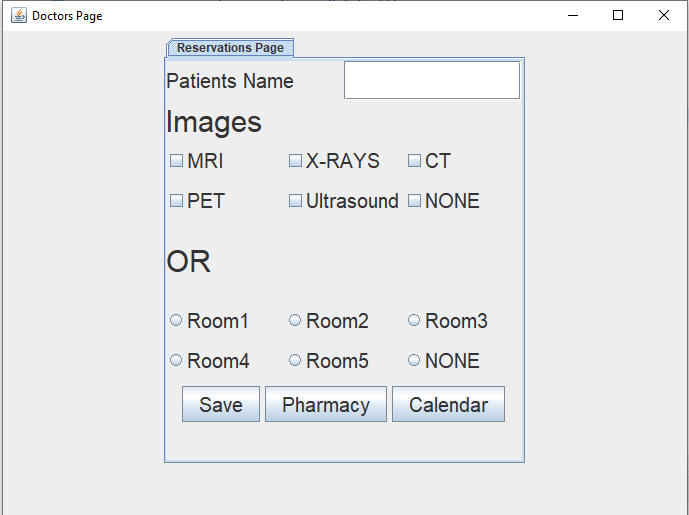 Doctors Page
Reservations Page
Patients Name
Images
MRI X-RAYS CT
PET Ultrasound NONE
OR
Room1 Room2 Room3
Room4 Room5 NONE
Save Pharmacy Calendar